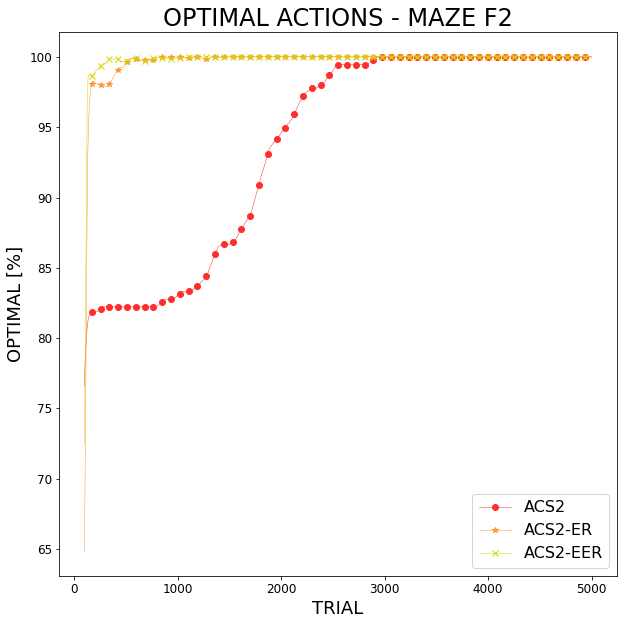 OPTIMAL ACTIONS - MAZE F2
100
95
90
85
80
75
70
65
OPTIMAL [%]
ACS2
ACS2-ER
ACS2-EER
0 1000 2000 3000 4000 5000
TRIAL